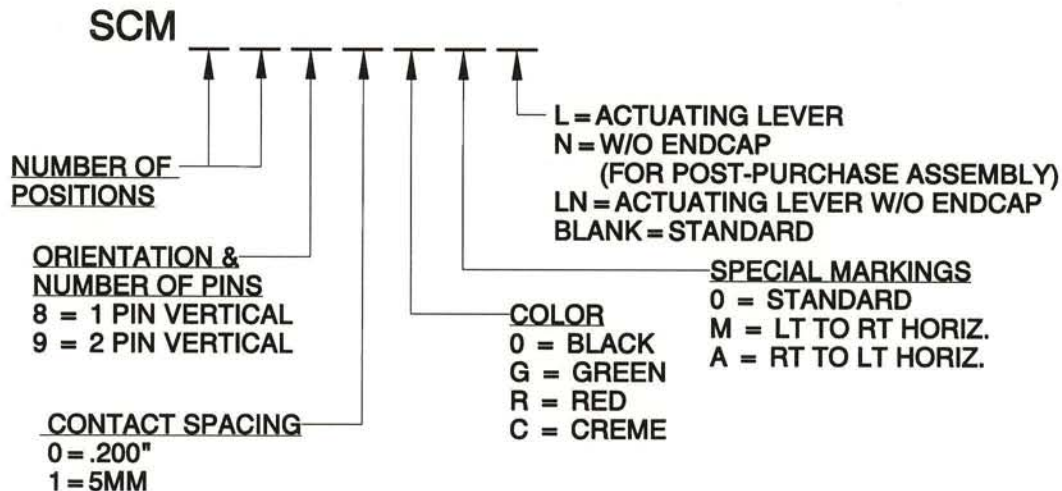 SCM
NUMBER OF
POSITIONS
ORIENTATION &
NUMBER OF PINS
8 = 1 PIN VERTICAL
9 = 2 PIN VERTICAL
CONTACT SPACING
0 = .200"
1 = 5MM
COLOR
0 = BLACK
G = GREEN
R = RED
C = CREME
SPECIAL MARKINGS
0 = STANDARD
M = LT TO RT HORIZ.
A = RT TO LT HORIZ.
L = ACTUATING LEVER
N = W/O ENDCAP
(FOR POST-PURCHASE ASSEMBLY)
LN = ACTUATING LEVER W/O ENDCAP
BLANK = STANDARD